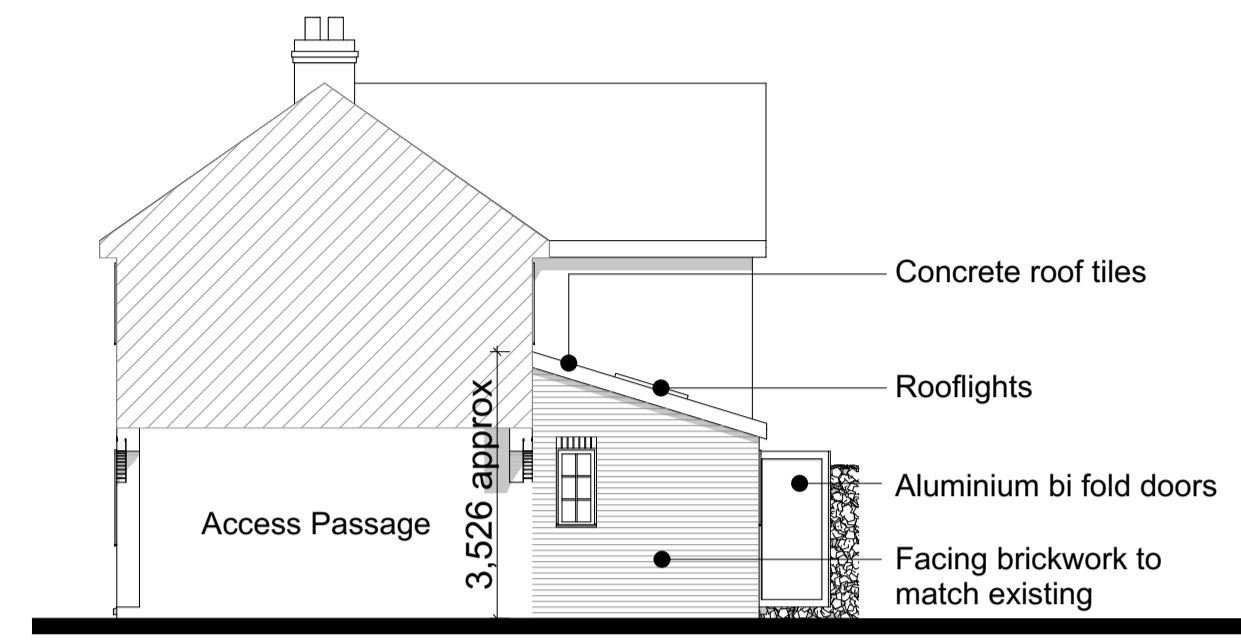 Concrete roof tiles
Rooflights
3,526 approx
Aluminium bi fold doors
Access Passage
Facing brickwork to
match existing